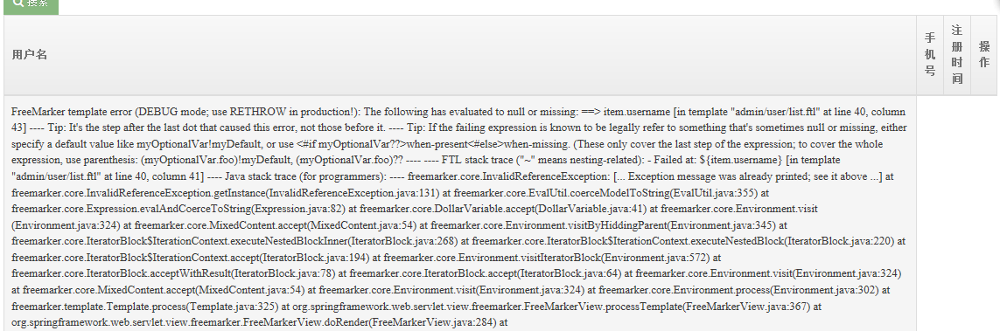 搜索
用户名
手
机
号
注
册
时
间
操
作
FreeMarker template error (DEBUG mode; use RETHROW in production!): The following has evaluated to null or missing: ==> item.username [in template "admin/user/list.ftl" at line 40, column
43] ---- Tip: It's the step after the last dot that caused this error, not those before it. ---- Tip: If the failing expression is known to be legally refer to something that's sometimes null or missing, either
specify a default value like myOptionalVar!myDefault, or use <#if myOptionalVar??>when-present<#else>when-missing. (These only cover the last step of the expression; to cover the whole
expression, use parenthesis: (myOptionalVar.foo)!myDefault, (myOptionalVar.foo)?? ---- ---- FTL stack trace ("~" means nesting-related): - Failed at: ${item.username} [in template
"admin/user/list.ftl" at line 40, column 41] ---- Java stack trace (for programmers): ---- freemarker.core.InvalidReferenceException: [... Exception message was already printed; see it above ...] at
freemarker.core.InvalidReferenceException.getInstance(InvalidReferenceException.java:131) at freemarker.core.EvalUtil.coerceModelToString(EvalUtil.java:355) at
freemarker.core.Expression.evalAndCoerceToString(Expression.java:82) at freemarker.core.DollarVariable.accept(DollarVariable.java:41) at freemarker.core.Environment.visit
(Environment.java:324) at freemarker.core.MixedContent.accept(MixedContent.java:54) at freemarker.core.Environment.visitByHiddingParent(Environment.java:345) at
freemarker.core.IteratorBlock$IterationContext.executeNestedBlockInner(IteratorBlock.java:268) at freemarker.core.IteratorBlock$IterationContext.executeNestedBlock(IteratorBlock.java:220) at
freemarker.core.IteratorBlock$IterationContext.accept(IteratorBlock.java:194) at freemarker.core.Environment.visitIteratorBlock(Environment.java:572) at
freemarker.core.IteratorBlock.acceptWithResult(IteratorBlock.java:78) at freemarker.core.IteratorBlock.accept(IteratorBlock.java:64) at freemarker.core.Environment.visit(Environment.java:324)
at freemarker.core.MixedContent.accept(MixedContent.java:54) at freemarker.core.Environment.visit(Environment.java:324) at freemarker.core.Environment.process(Environment.java:302) at
freemarker.template.Template.process(Template.java:325) at org.springframework.web.servlet.view.freemarker.FreeMarkerView.processTemplate(FreeMarkerView.java:367) at
org.springframework.web.servlet.view.freemarker.FreeMarkerView.doRender(FreeMarkerView.java:284) at